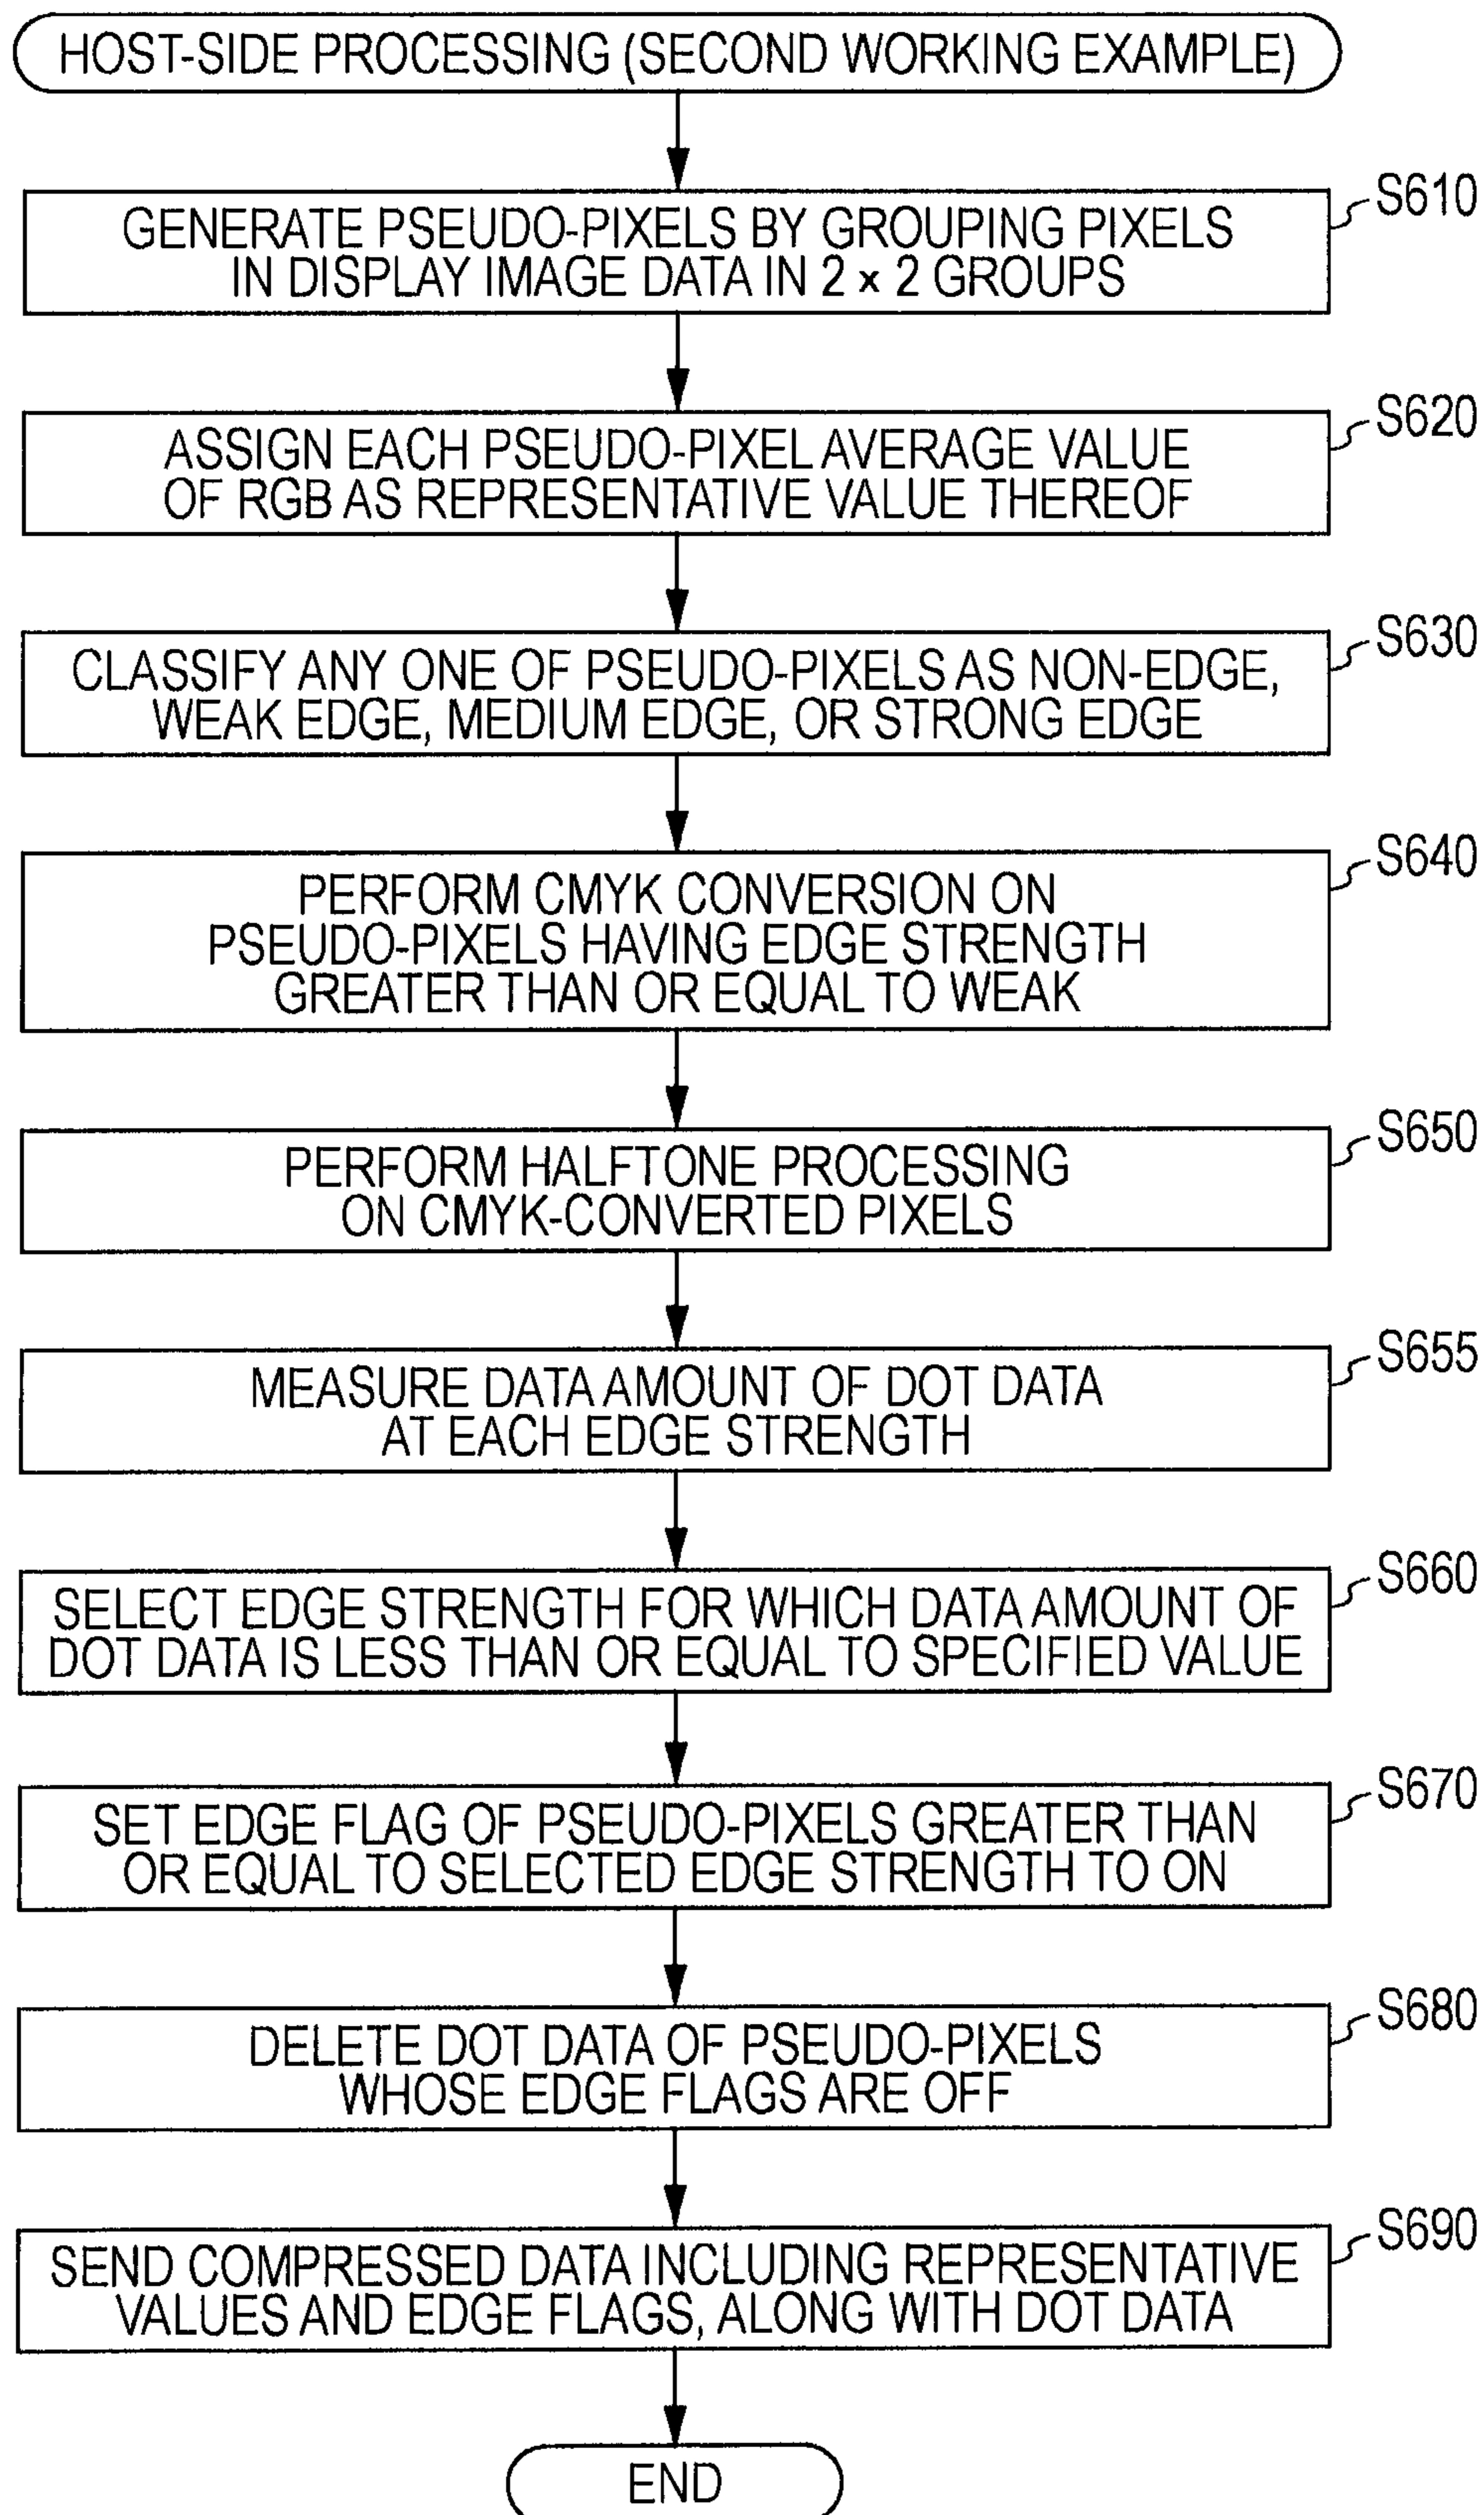 HOST-SIDE PROCESSING (SECOND WORKING EXAMPLE)
S610
GENERATE PSEUDO-PIXELS BY GROUPING PIXELS
IN DISPLAY IMAGE DATA IN 2 × 2 GROUPS
S620
ASSIGN EACH PSEUDO-PIXEL AVERAGE VALUE
OF RGB AS REPRESENTATIVE VALUE THEREOF
S630
CLASSIFY ANY ONE OF PSEUDO-PIXELS AS NON-EDGE,
WEAK EDGE, MEDIUM EDGE, OR STRONG EDGE
S640
PERFORM CMYK CONVERSION ON
PSEUDO-PIXELS HAVING EDGE STRENGTH
GREATER THAN OR EQUAL TO WEAK
S650
PERFORM HALFTONE PROCESSING
ON CMYK-CONVERTED PIXELS
S655
MEASURE DATA AMOUNT OF DOT DATA
AT EACH EDGE STRENGTH
S660
SELECT EDGE STRENGTH FOR WHICH DATA AMOUNT OF
DOT DATA IS LESS THAN OR EQUAL TO SPECIFIED VALUE
S670
SET EDGE FLAG OF PSEUDO-PIXELS GREATER THAN
OR EQUAL TO SELECTED EDGE STRENGTH TO ON
S680
DELETE DOT DATA OF PSEUDO-PIXELS
WHOSE EDGE FLAGS ARE OFF
S690
SEND COMPRESSED DATA INCLUDING REPRESENTATIVE
VALUES AND EDGE FLAGS, ALONG WITH DOT DATA
END